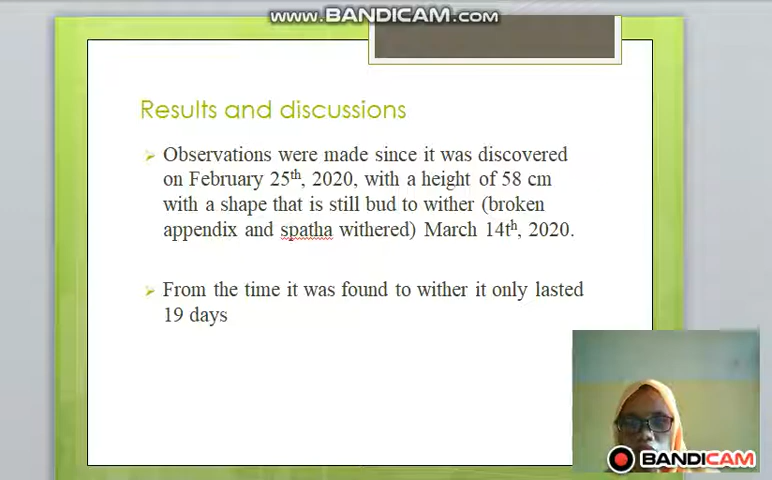 www.BANDICAM.com
Results and discussions
Observations were made since it was discovered
on February 25th, 2020, with a height of 58 cm
with a shape that is still bud to wither (broken
appendix and spatha withered) March 14th, 2020.
From the time it was found to wither it only lasted
19 days
BANDICAM